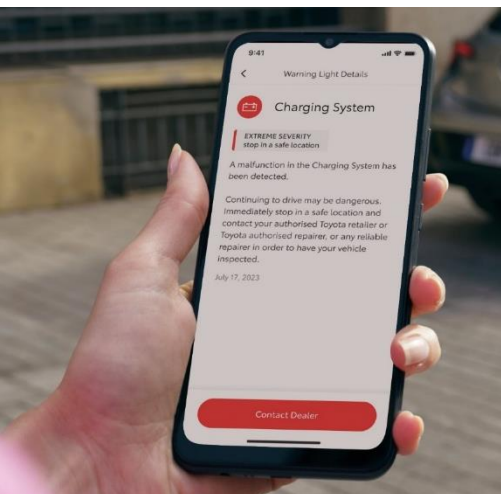 9:41
Warning Light Details
Charging System
EXTREME SEVERITY
stop in a safe location
A malfunction in the Charging System has
been detected.
Continuing to drive may be dangerous.
Immediately stop in a safe location and
contact your authorised Toyota retailer or
Toyota authorised repairer, or any reliable
repairer in order to have your vehicle
inspected.
July 17, 2023
Contact Dealer